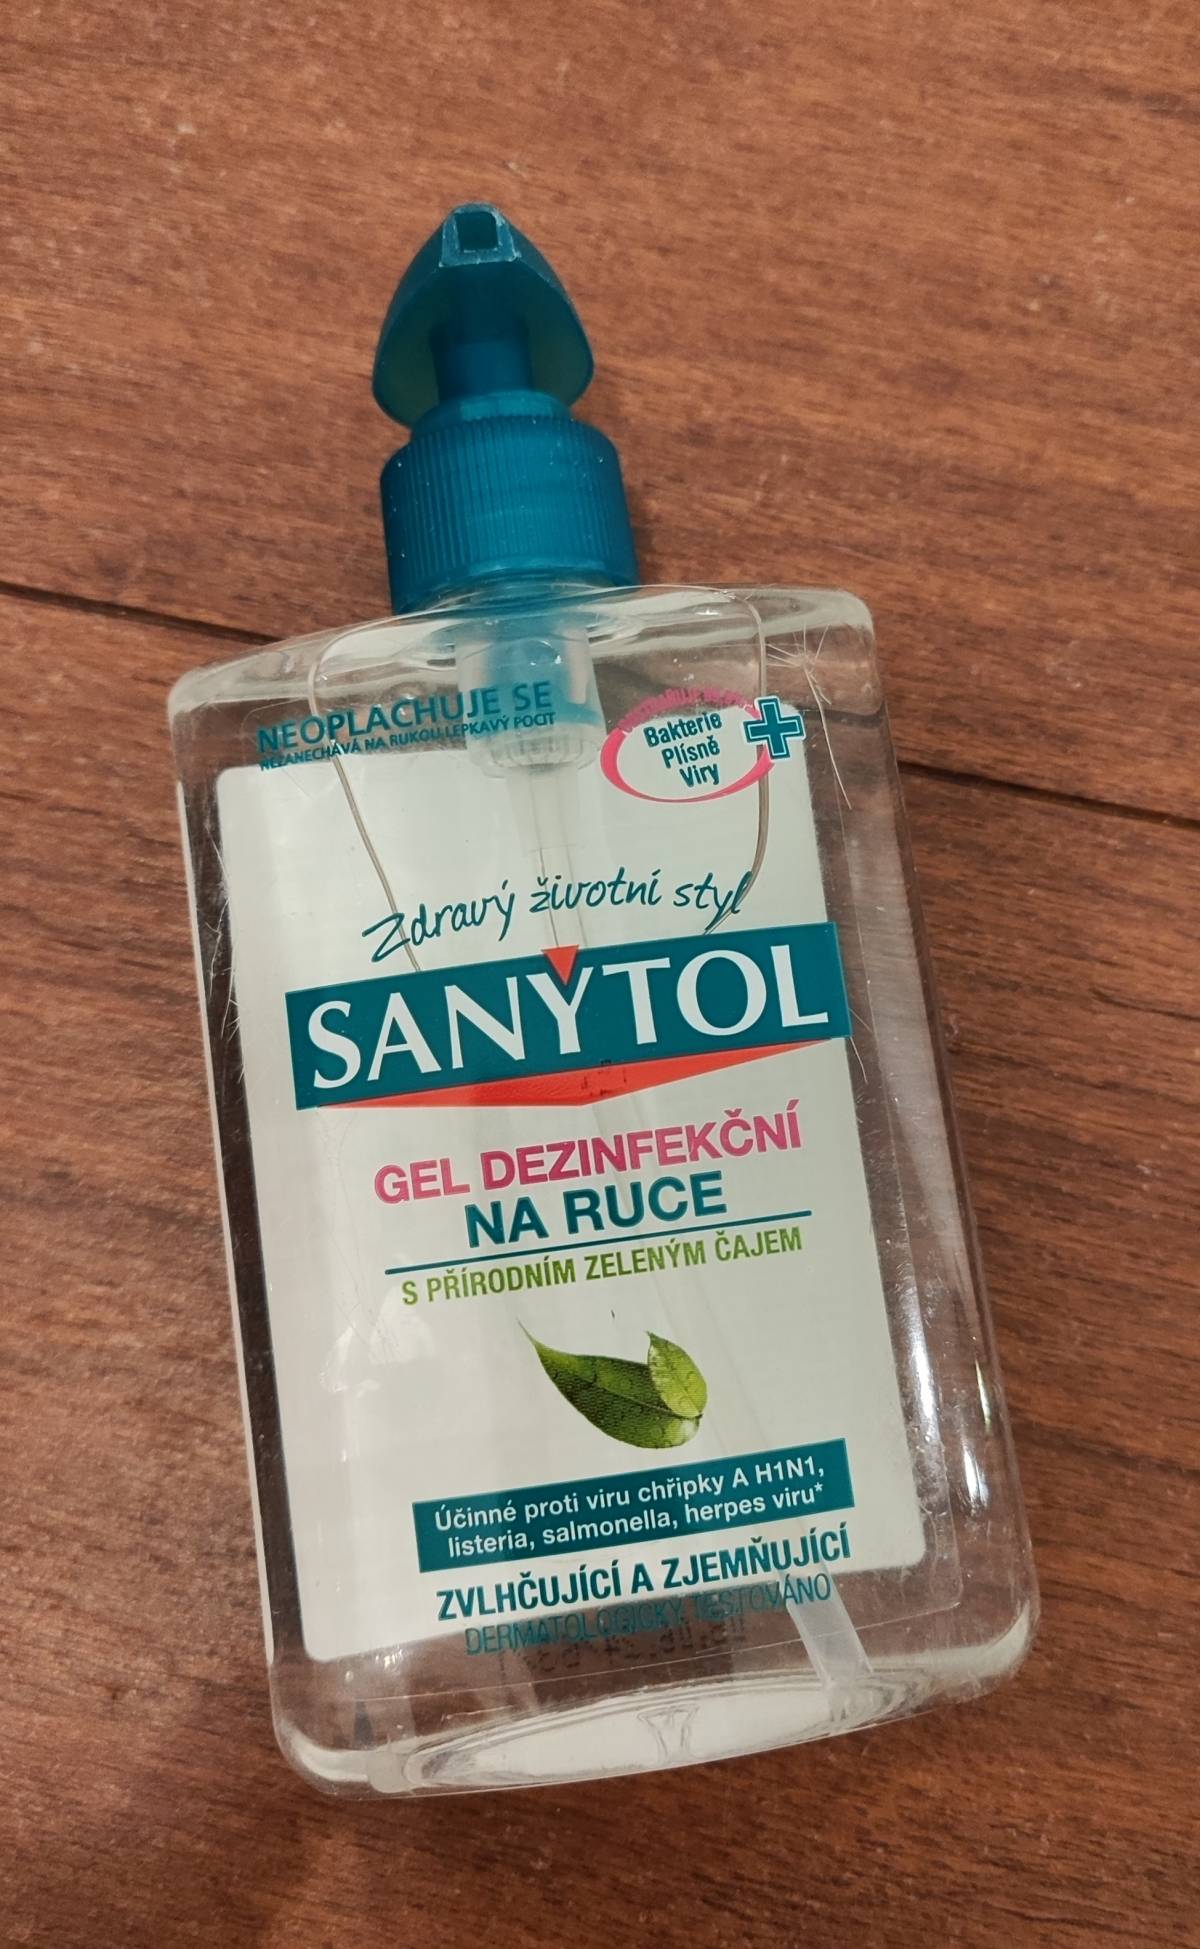 NEOPLACHUJE SE
NEZANECHÁVÁ NA RUKOU LEPKAVÝ POCIT
Bakterie
Plísně
Viry
Zdravý životní styl
SANYTOL
GEL DEZINFEKČNÍ
NA RUCE
S PŘÍRODNÍM ZELENÝM ČAJEM
Účinné proti viru chřipky A H1N1,
listeria, salmonella, herpes viru*
ZVLHČUJÍCÍ A ZJEMŇUJÍCÍ
DERMATOLOGICKY TESTOVÁNO